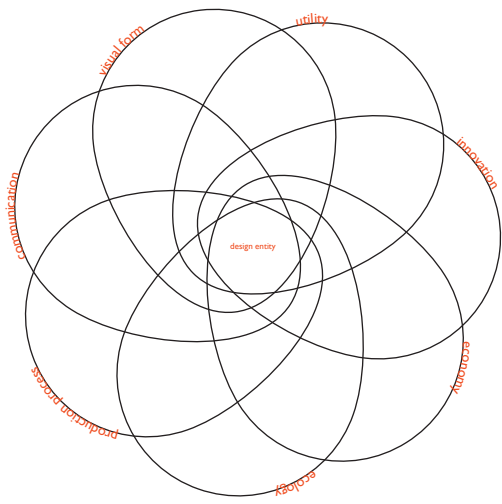 utility
visual form
innovation
communication
design entity
economy
production process
ecology